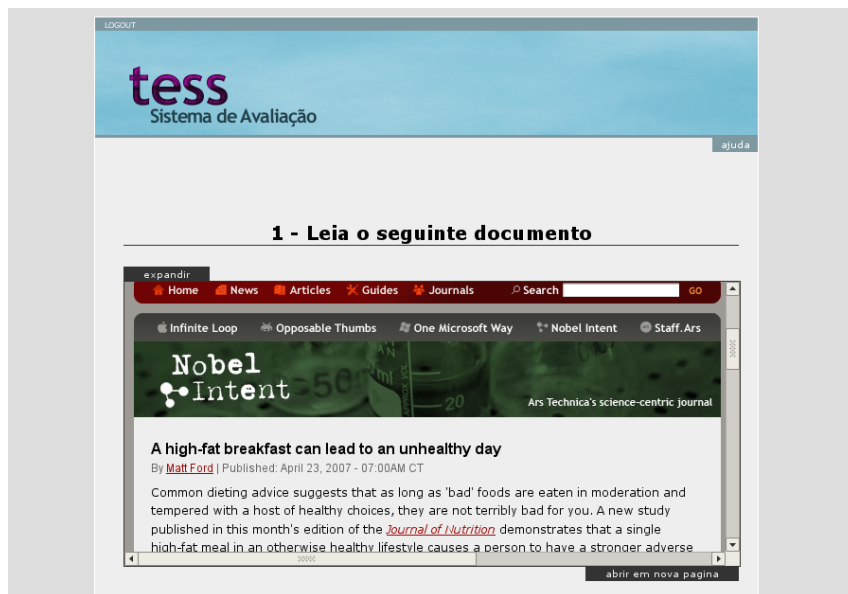 LOGOUT
tess
Sistema de Avaliação
ajuda
1 - Leia o seguinte documento
expandir
Home News Articles Guides Journals Search GO
Infinite Loop Opposable Thumbs One Microsoft Way Nobel Intent Staff.Ars
Nobel
Intent
50
20
Ars Technica's science-centric journal
A high-fat breakfast can lead to an unhealthy day
By Matt Ford | Published: April 23, 2007 - 07:00AM CT
Common dieting advice suggests that as long as 'bad' foods are eaten in moderation and
tempered with a host of healthy choices, they are not terribly bad for you. A new study
published in this month's edition of the Journal of Nutrition demonstrates that a single
high-fat meal in an otherwise healthy lifestyle causes a person to have a stronger adverse
abrir em nova pagina